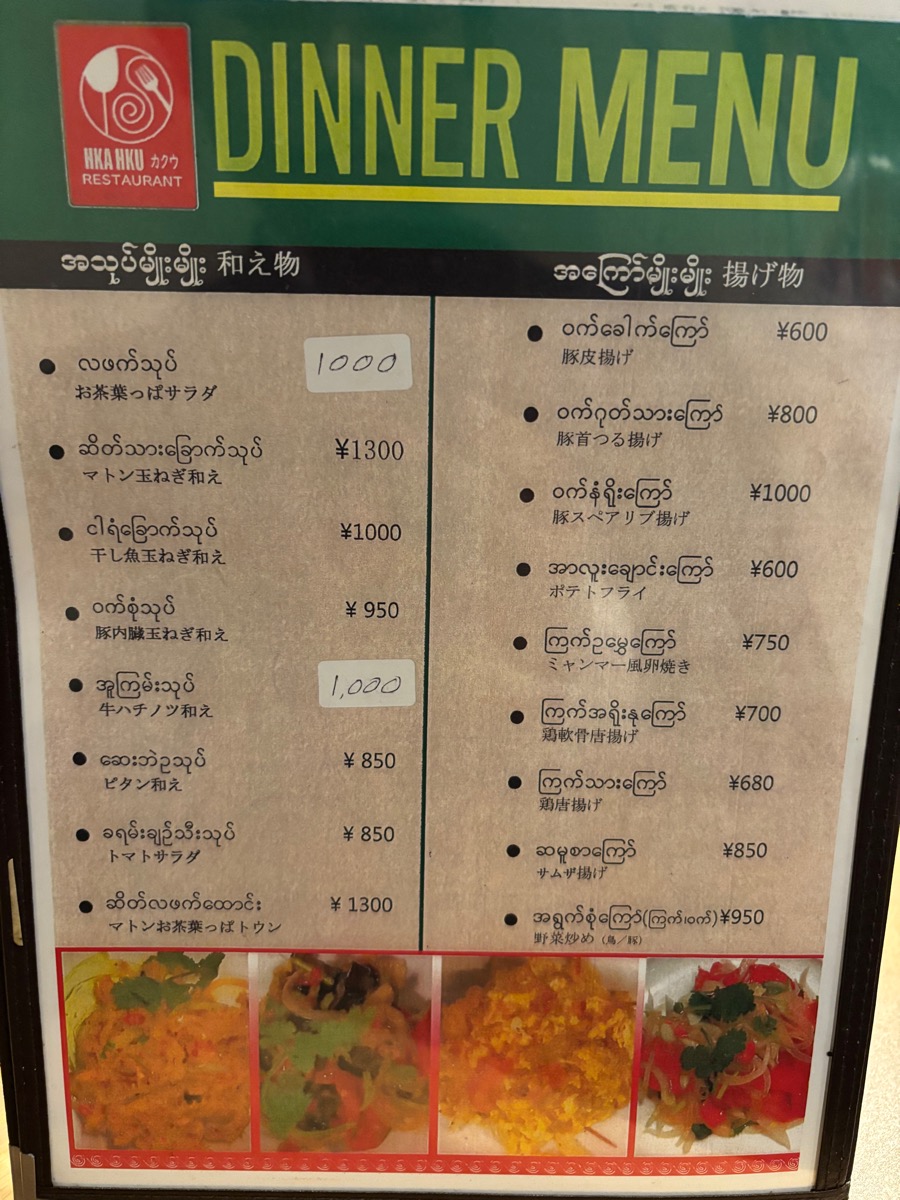 HKA HKU カクウ
RESTAURANT
DINNER MENU
အသုပ်မျိုးမျိုး 和え物
လဖက်သုပ် 1000
お茶葉っぱサラダ
ဆိတ်သားခြောက်သုပ် ¥1300
マトン玉ねぎ和え
ငါးရံ့ခြောက်သုပ် ¥1000
干し魚玉ねぎ和え
ဝက်စုံသုပ် ¥ 950
豚内臓玉ねぎ和え
အူကြမ်းသုပ် 1,000
牛ハチノツ和え
ဆေးဘဲဥသုပ် ¥ 850
ピタン和え
ခရမ်းချဉ်သီးသုပ် ¥ 850
トマトサラダ
ဆိတ်လဖက်ထောင်း ¥ 1300
マトンお茶葉っぱトウン
အကြော်မျိုးမျိုး 揚げ物
ဝက်ခေါက်ကြော် ¥600
豚皮揚げ
ဝက်ဂုတ်သားကြော် ¥800
豚首つる揚げ
ဝက်နံရိုးကြော် ¥1000
豚スペアリブ揚げ
အာလူးချောင်းကြော် ¥600
ポテトフライ
ကြက်ဥမွှေကြော် ¥750
ミャンマー風卵焼き
ကြက်အရိုးနုကြော် ¥700
鶏軟骨唐揚げ
ကြက်သားကြော် ¥680
鶏唐揚げ
ဆမူစာကြော် ¥850
サムザ揚げ
အရွက်စုံကြော်(ကြက်၊ဝက်) ¥950
野菜炒め (鳥／豚)